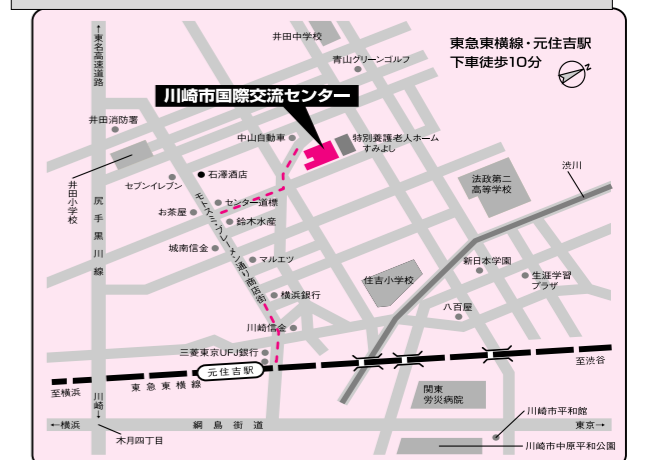 井田中学校
東急東横線・元住吉駅
下車徒歩10分
青山グリーンゴルフ
N
↑東名高速道路
川崎市国際交流センター
井田消防署
中山自動車
特別養護老人ホーム
すみよし
渋川
石澤酒店
法政第二
高等学校
セブンイレブン
井田小学校
尻手黒川線
センター道標
お茶屋
鈴木水産
モトスミ・ブレーメン通り商店街
城南信金
マルエツ
新日本学園
生涯学習
プラザ
住吉小学校
横浜銀行
八百屋
川崎信金
三菱東京UFJ銀行
元住吉駅
至渋谷
至横浜
東急東横線
関東
労災病院
川崎↓
川崎市平和館
←横浜
綱島街道
東京→
木月四丁目
川崎市中原平和公園